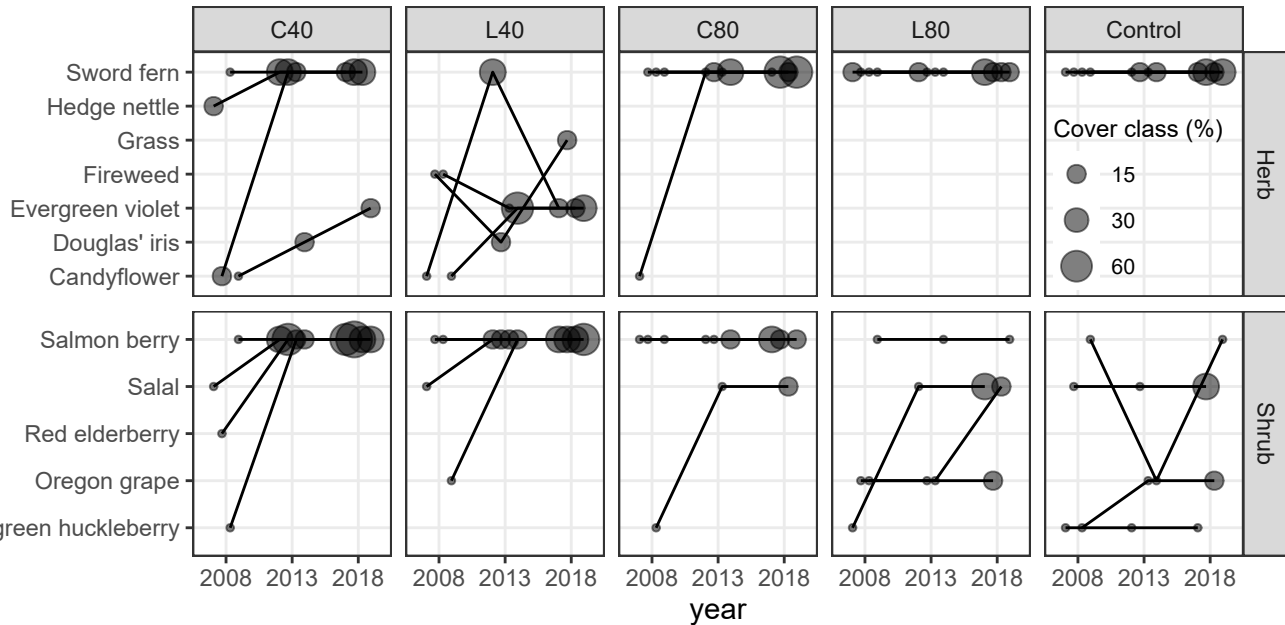 C40 L40 C80 L80 Control
Sword fern
Hedge nettle
Grass
Fireweed
Evergreen violet
Douglas' iris
Candyflower
Cover class (%)
15
30
60
Herb
Salmon berry
Salal
Red elderberry
Oregon grape
green huckleberry
Shrub
2008 2013 2018 2008 2013 2018 2008 2013 2018 2008 2013 2018 2008 2013 2018
year